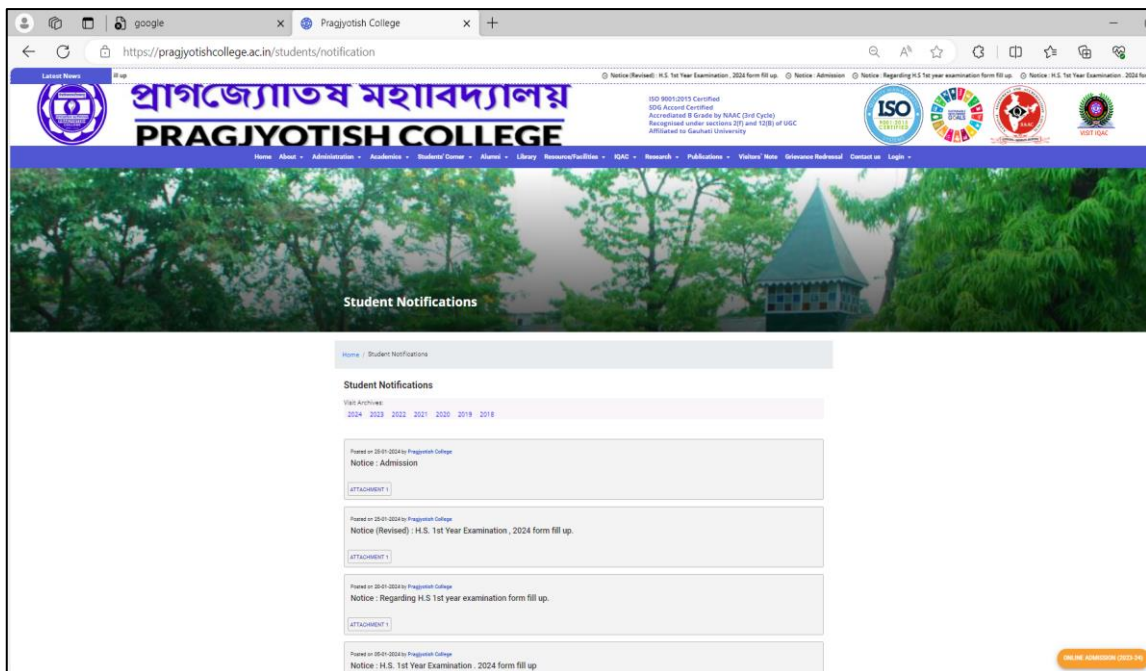 google
Pragjyotish College
https://pragjyotishcollege.ac.in/students/notification
Latest News
ill up
Notice (Revised) : H.S. 1st Year Examination , 2024 form fill up.
Notice : Admission
Notice : Regarding H.S 1st year examination form fill up.
Notice : H.S. 1st Year Examination . 2024 for
প্রাগজ্যোতিষ মহাবিদ্যালয়
PRAGJYOTISH COLLEGE
ISO 9001:2015 Certified
SDG Accord Certified
Accrediated B Grade by NAAC (3rd Cycle)
Recognised under sections 2(f) and 12(B) of UGC
Affiliated to Gauhati University
ISO
9001:2015
CERTIFIED
NAAC
VISIT IQAC
Home About Administration Academics Students' Corner Alumni Library Resource/Facilities IQAC Research Publications Visitors' Note Grievance Redressal Contact us Login
Student Notifications
Home / Student Notifications
Student Notifications
Visit Archives:
2024 2023 2022 2021 2020 2019 2018
Pragjyotish College
Notice : Admission
ATTACHMENT 1
Posted on 25-01-2024 by Pragjyotish College
Notice (Revised) : H.S. 1st Year Examination , 2024 form fill up.
ATTACHMENT 1
Pragjyotish College
Notice : Regarding H.S 1st year examination form fill up.
ATTACHMENT 1
Pragjyotish College
Notice : H.S. 1st Year Examination . 2024 form fill up
ONLINE ADMISSION (2023-24)